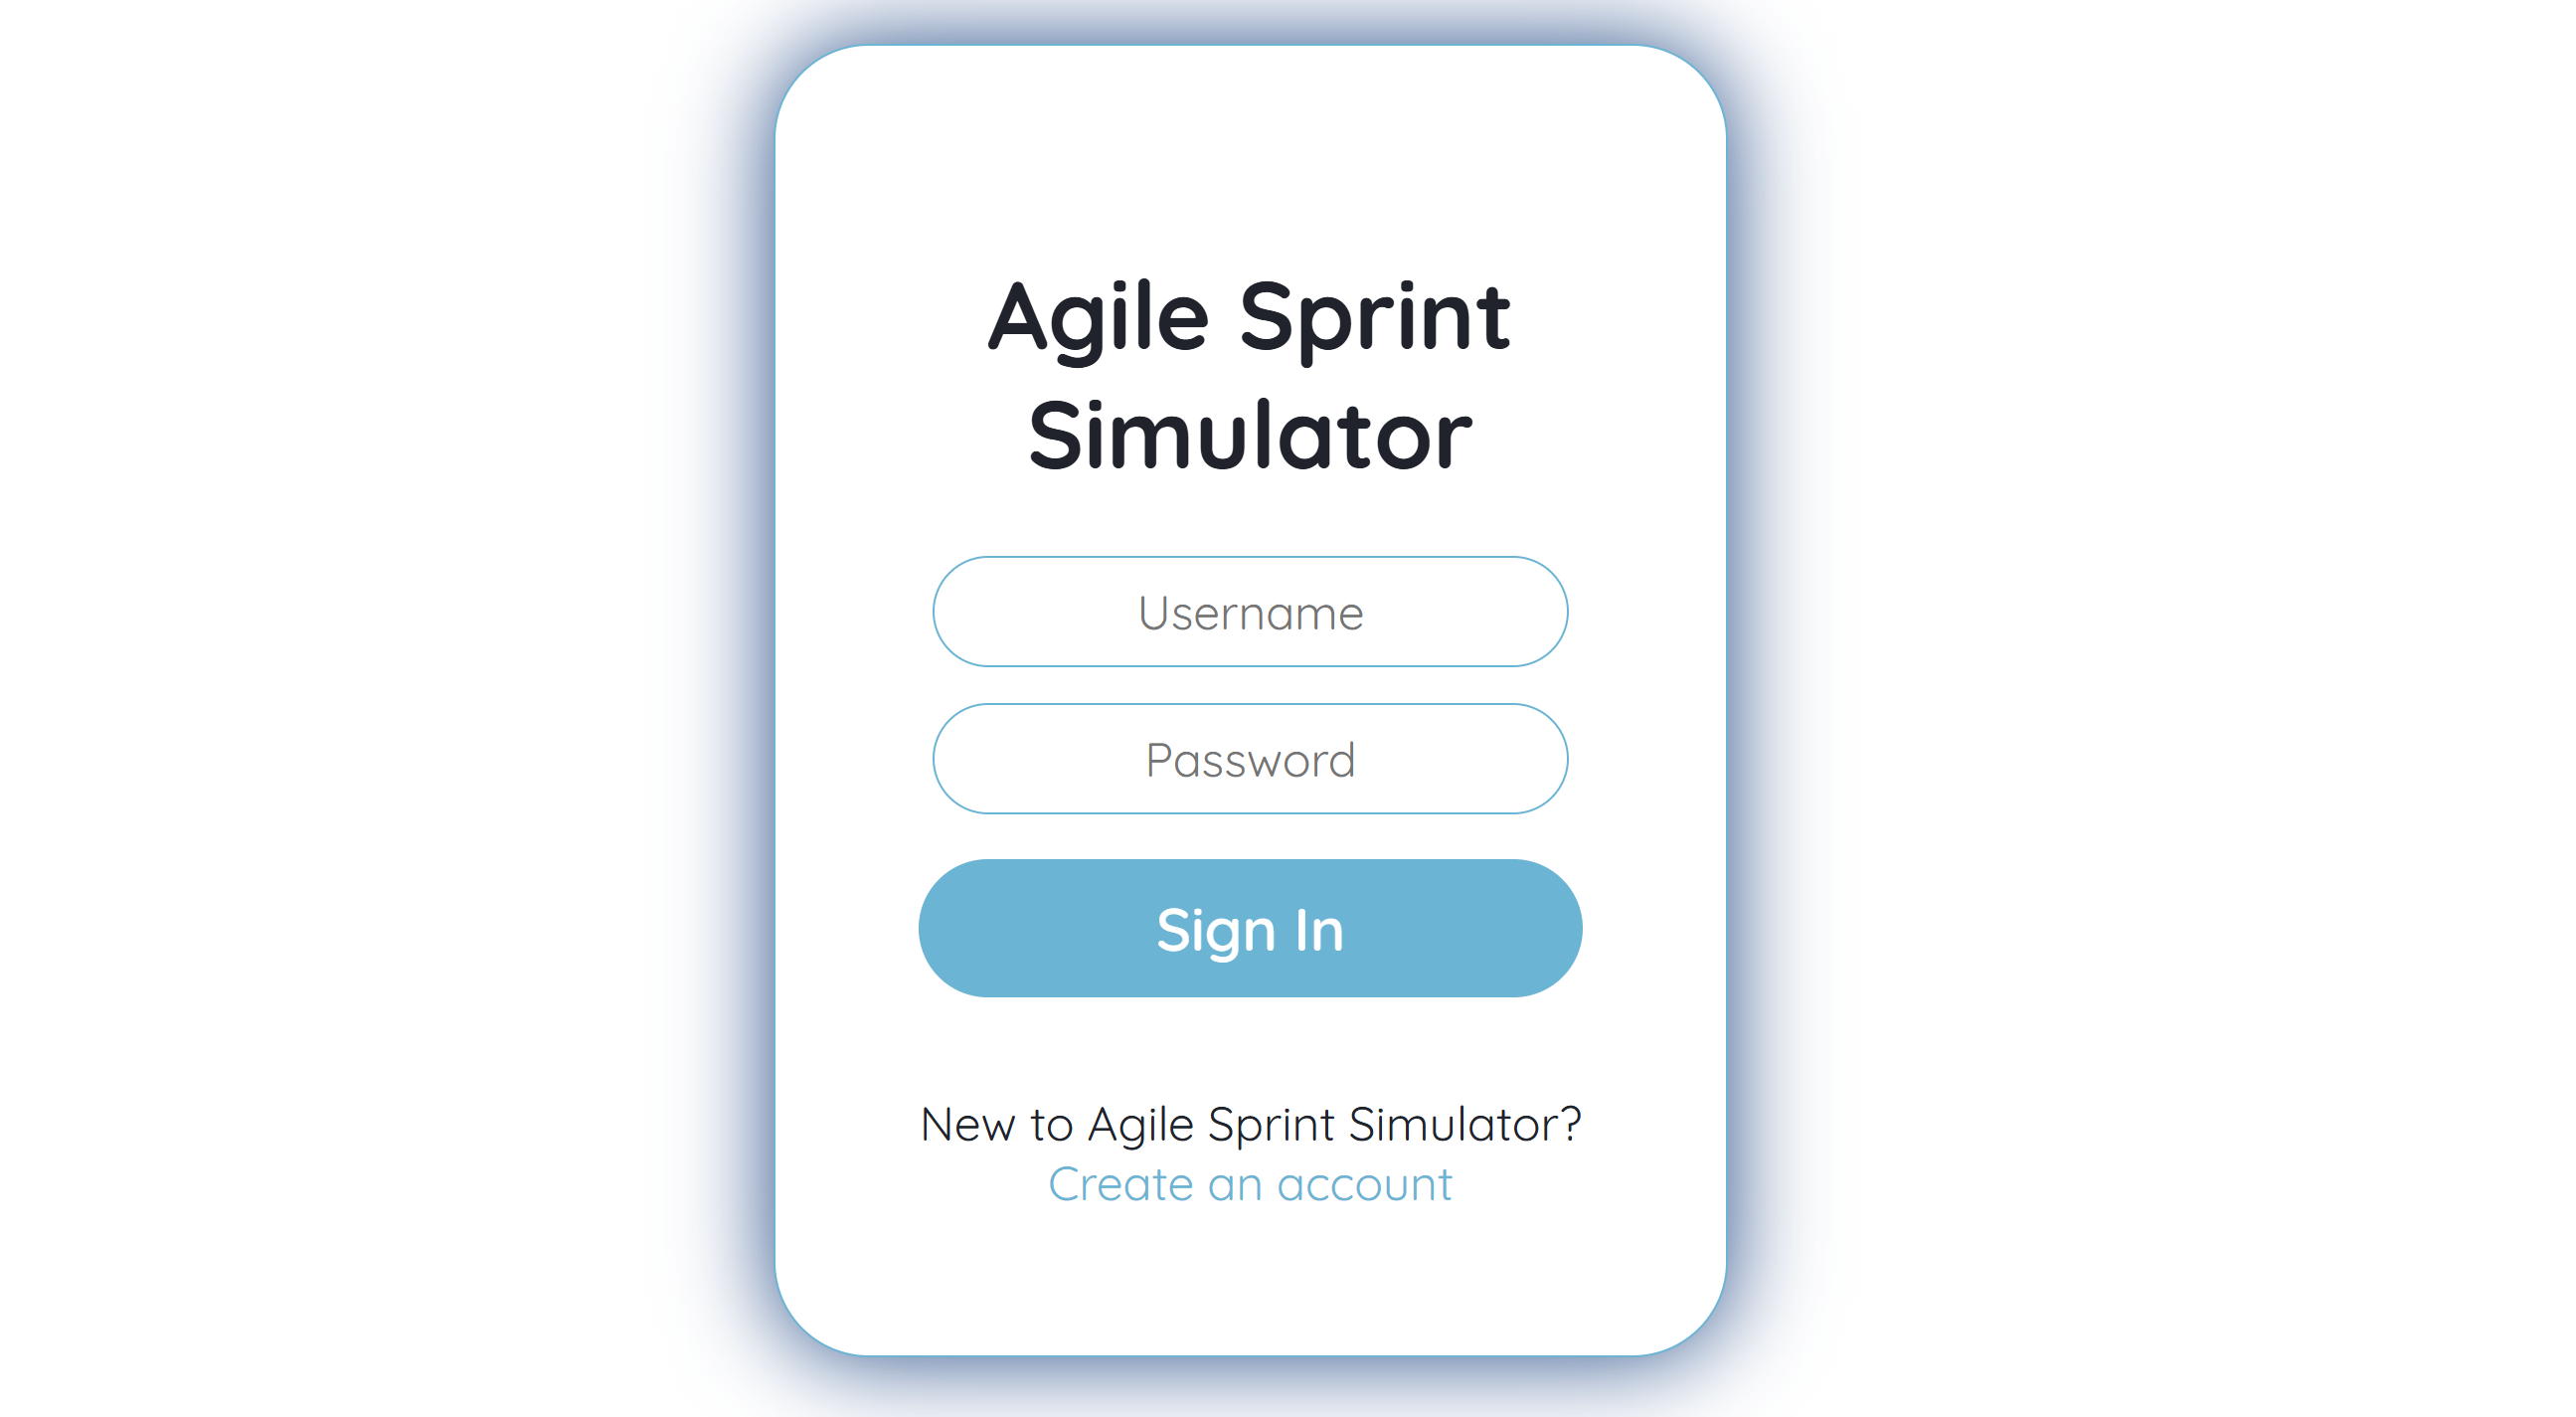 Agile Sprint
Simulator
Username
Password
Sign In
New to Agile Sprint Simulator?
Create an account